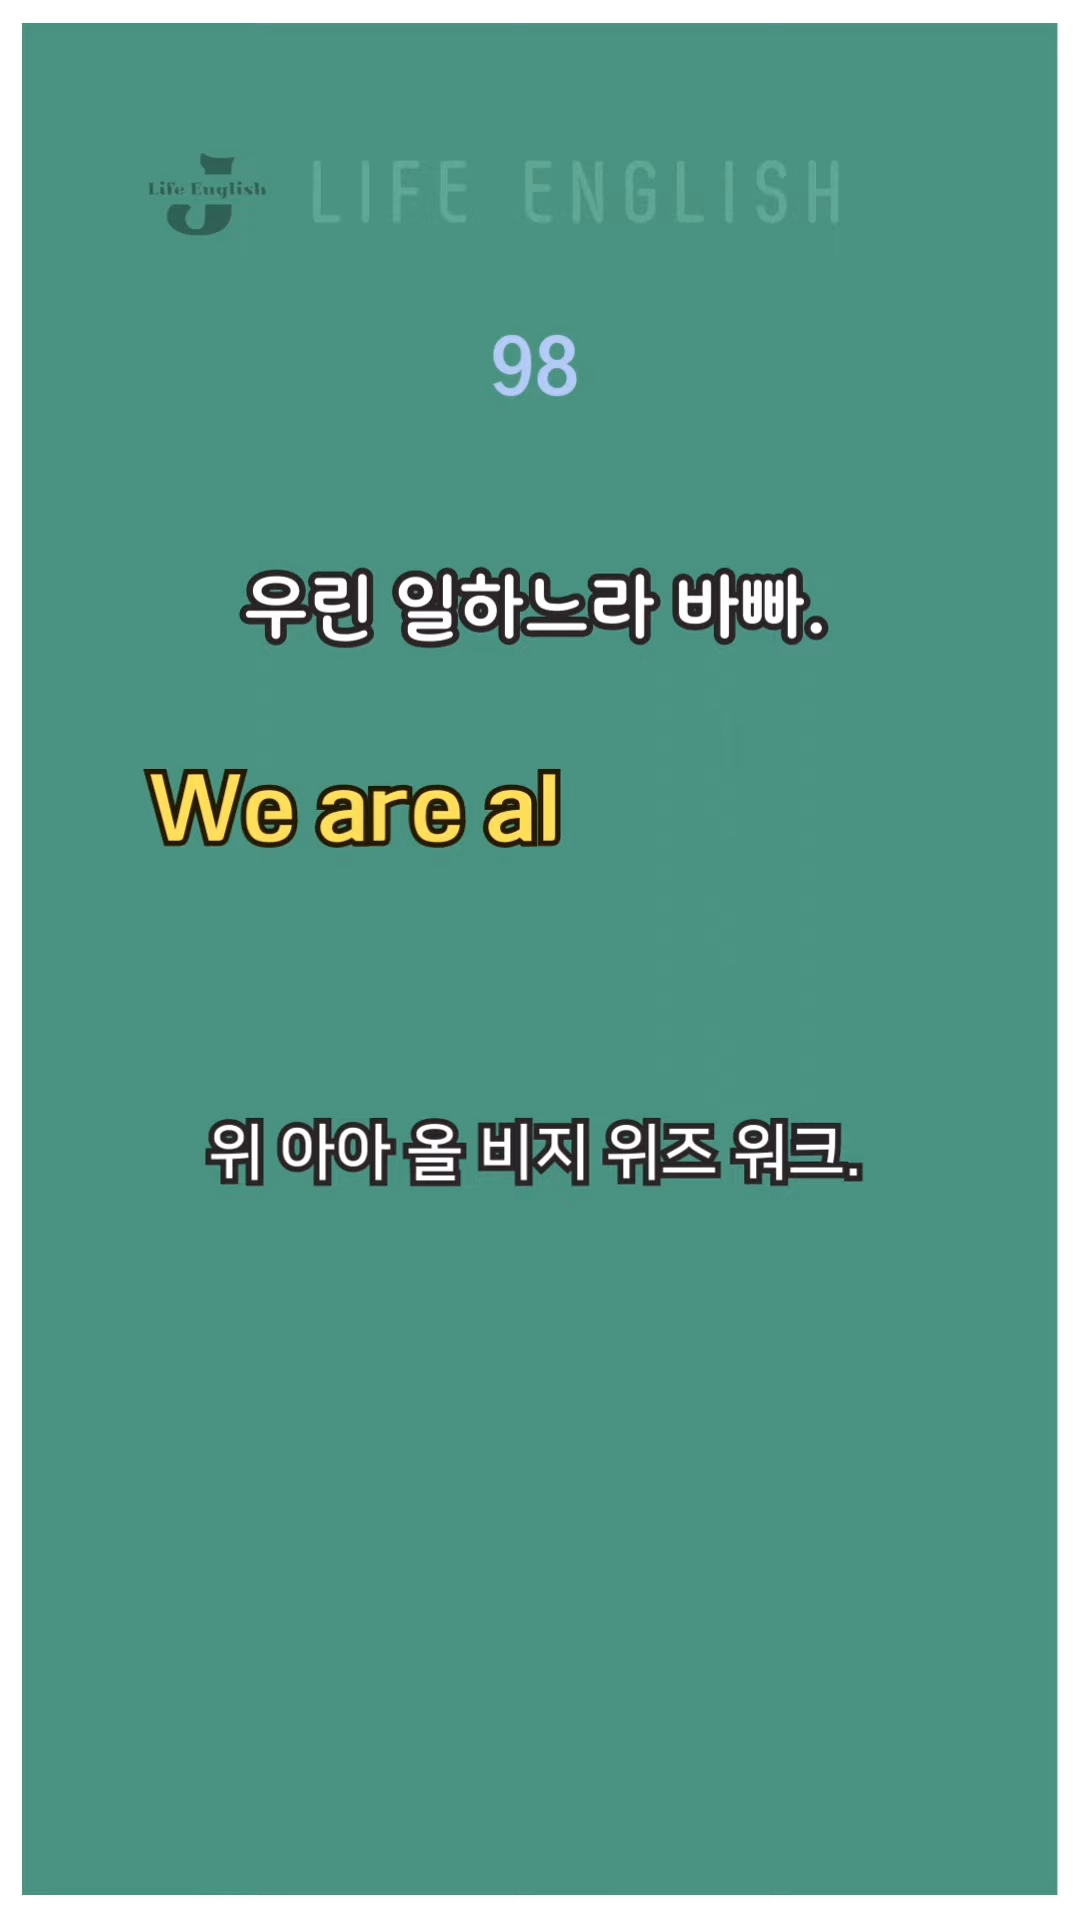 Life English
LIFE ENGLISH
98
우린 일하느라 바빠.
We are al
위 아아 올 비지 위즈 워크.